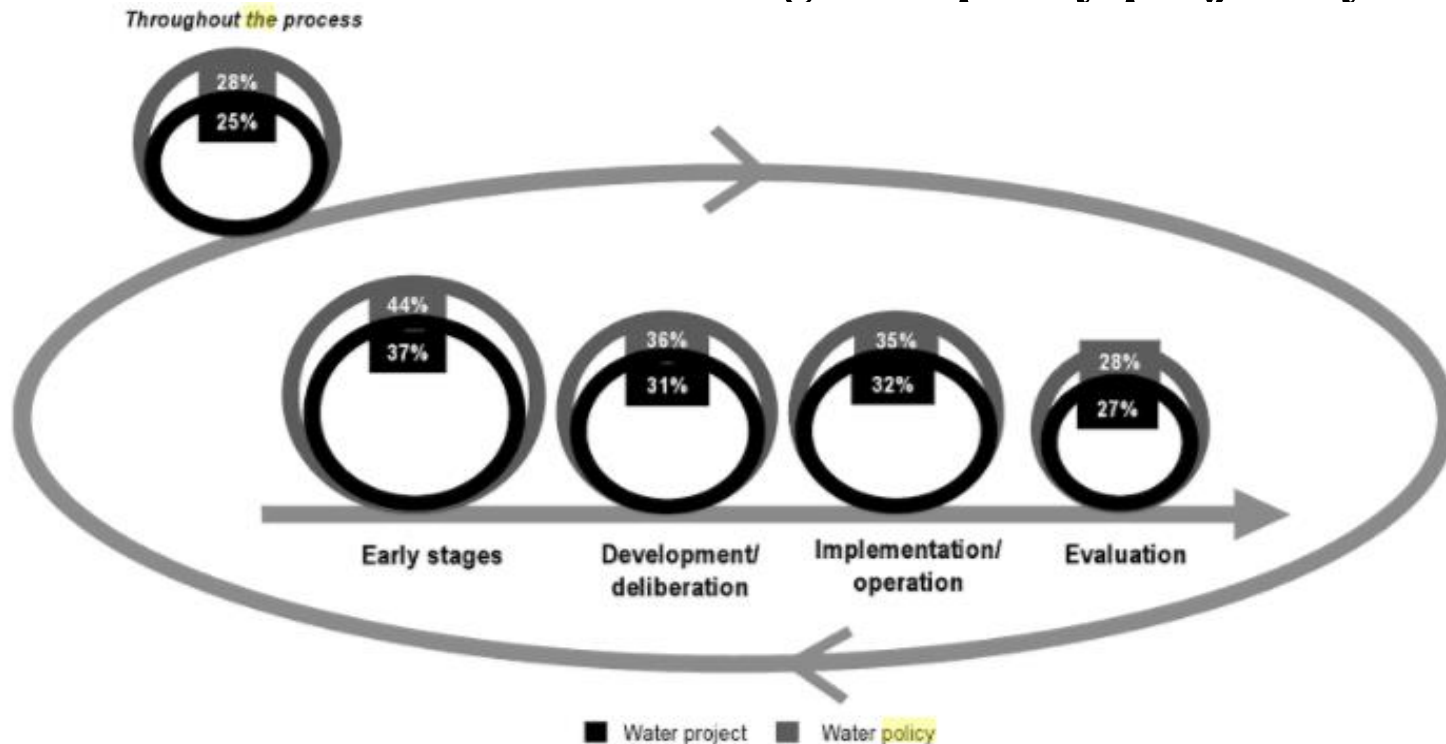 Throughout the process
28%
25%
44%
37%
36%
31%
35%
32%
28%
27%
Early stages
Development/
deliberation
Implementation/
operation
Evaluation
Water project Water policy